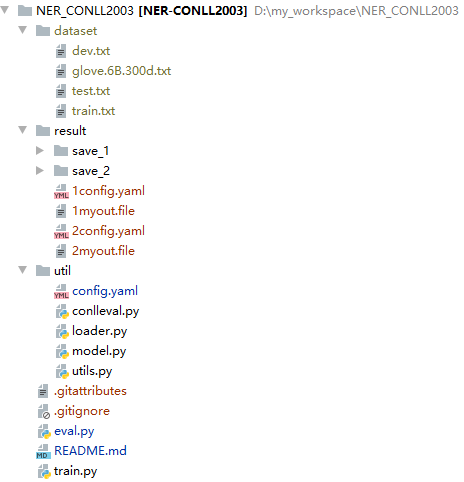 NER_CONLL2003 [NER-CONLL2003] D:\my_workspace\NER_CONLL2003
dataset
dev.txt
glove.6B.300d.txt
test.txt
train.txt
result
save_1
save_2
YML 1config.yaml
1myout.file
YML 2config.yaml
2myout.file
util
YML config.yaml
conlleval.py
loader.py
model.py
utils.py
.gitattributes
.gitignore
eval.py
MD README.md
train.py